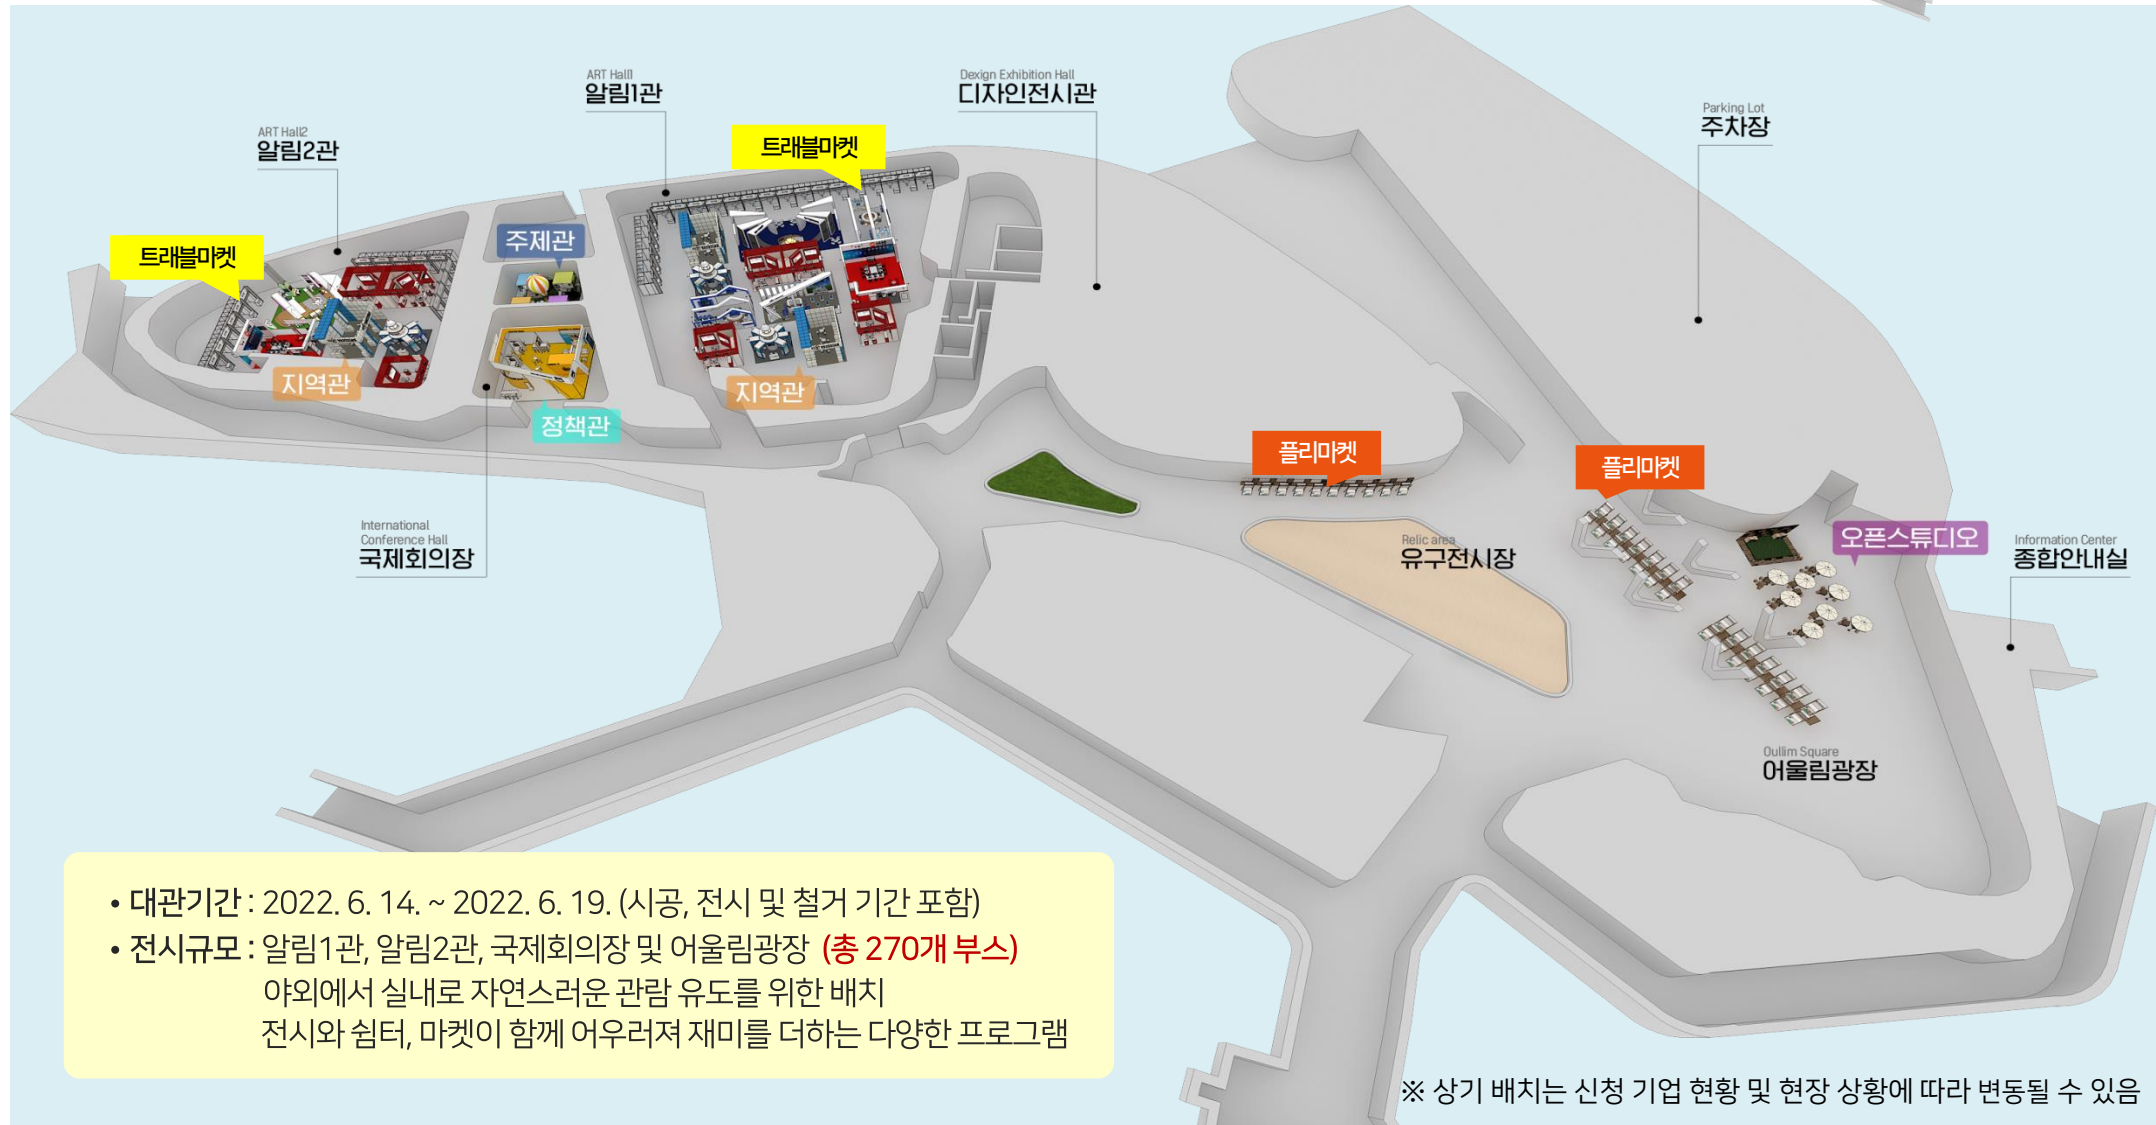 ART Hall1
알림1관
Dexign Exhibition Hall
디자인전시관
Parking Lot
주차장
ART Hall2
알림2관
트래블마켓
트래블마켓
주제관
지역관
지역관
정책관
플리마켓
플리마켓
International
Conference Hall
국제회의장
Relic area
유구전시장
오픈스튜디오
Information Center
종합안내실
Oullim Square
어울림광장
• 대관기간 : 2022. 6. 14. ~ 2022. 6. 19. (시공, 전시 및 철거 기간 포함)
• 전시규모 : 알림1관, 알림2관, 국제회의장 및 어울림광장 (총 270개 부스)
야외에서 실내로 자연스러운 관람 유도를 위한 배치
전시와 쉼터, 마켓이 함께 어우러져 재미를 더하는 다양한 프로그램
※ 상기 배치는 신청 기업 현황 및 현장 상황에 따라 변동될 수 있음